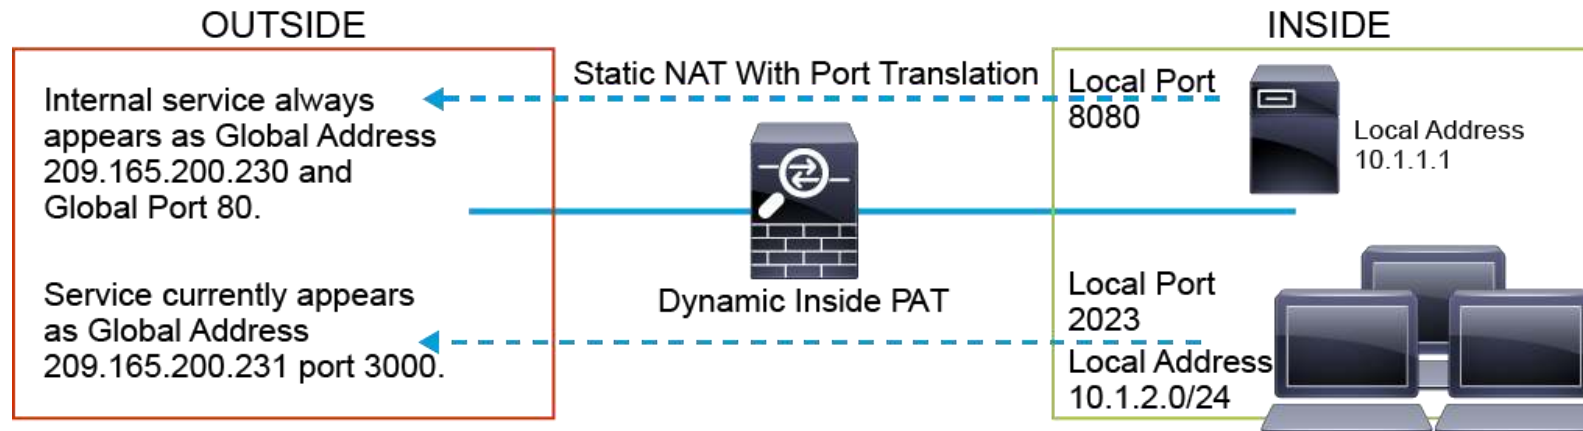 OUTSIDE
INSIDE
Internal service always
appears as Global Address
209.165.200.230 and
Global Port 80.
Static NAT With Port Translation
Local Port
8080
Local Address
10.1.1.1
Service currently appears
as Global Address
209.165.200.231 port 3000.
Dynamic Inside PAT
Local Port
2023
Local Address
10.1.2.0/24